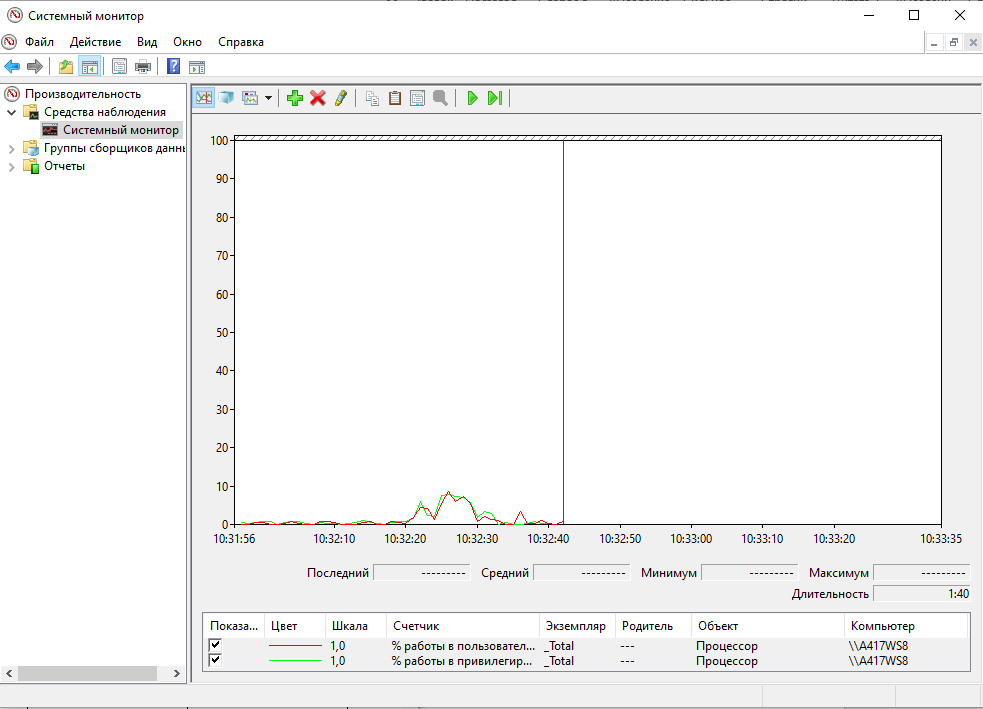 Системный монитор
Файл Действие Вид Окно Справка
Производительность
Средства наблюдения
Системный монитор
Группы сборщиков данн
Отчеты
100
90
80
70
60
50
40
30
20
10
0
10:31:56 10:32:10 10:32:20 10:32:30 10:32:40 10:32:50 10:33:00 10:33:10 10:33:20 10:33:35
Последний --------- Средний --------- Минимум --------- Максимум ---------
Длительность 1:40
Показа... Цвет Шкала Счетчик Экземпляр Родитель Объект Компьютер
1,0 % работы в пользовател... _Total --- Процессор \\A417WS8
1,0 % работы в привилегир... _Total --- Процессор \\A417WS8